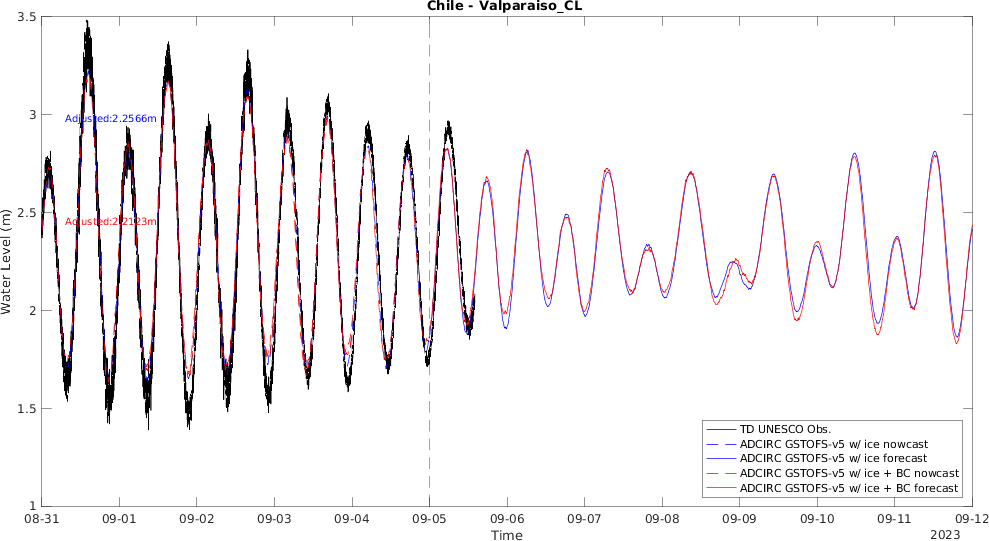 Chile - Valparaiso_CL
3.5
3
2.5
2
1.5
1
Water Level (m)
Adjusted:2.2566m
Adjusted:2.2123m
TD UNESCO Obs.
ADCIRC GSTOFS-v5 w/ ice nowcast
ADCIRC GSTOFS-v5 w/ ice forecast
ADCIRC GSTOFS-v5 w/ ice + BC nowcast
ADCIRC GSTOFS-v5 w/ ice + BC forecast
08-31 09-01 09-02 09-03 09-04 09-05 09-06 09-07 09-08 09-09 09-10 09-11 09-12
Time
2023